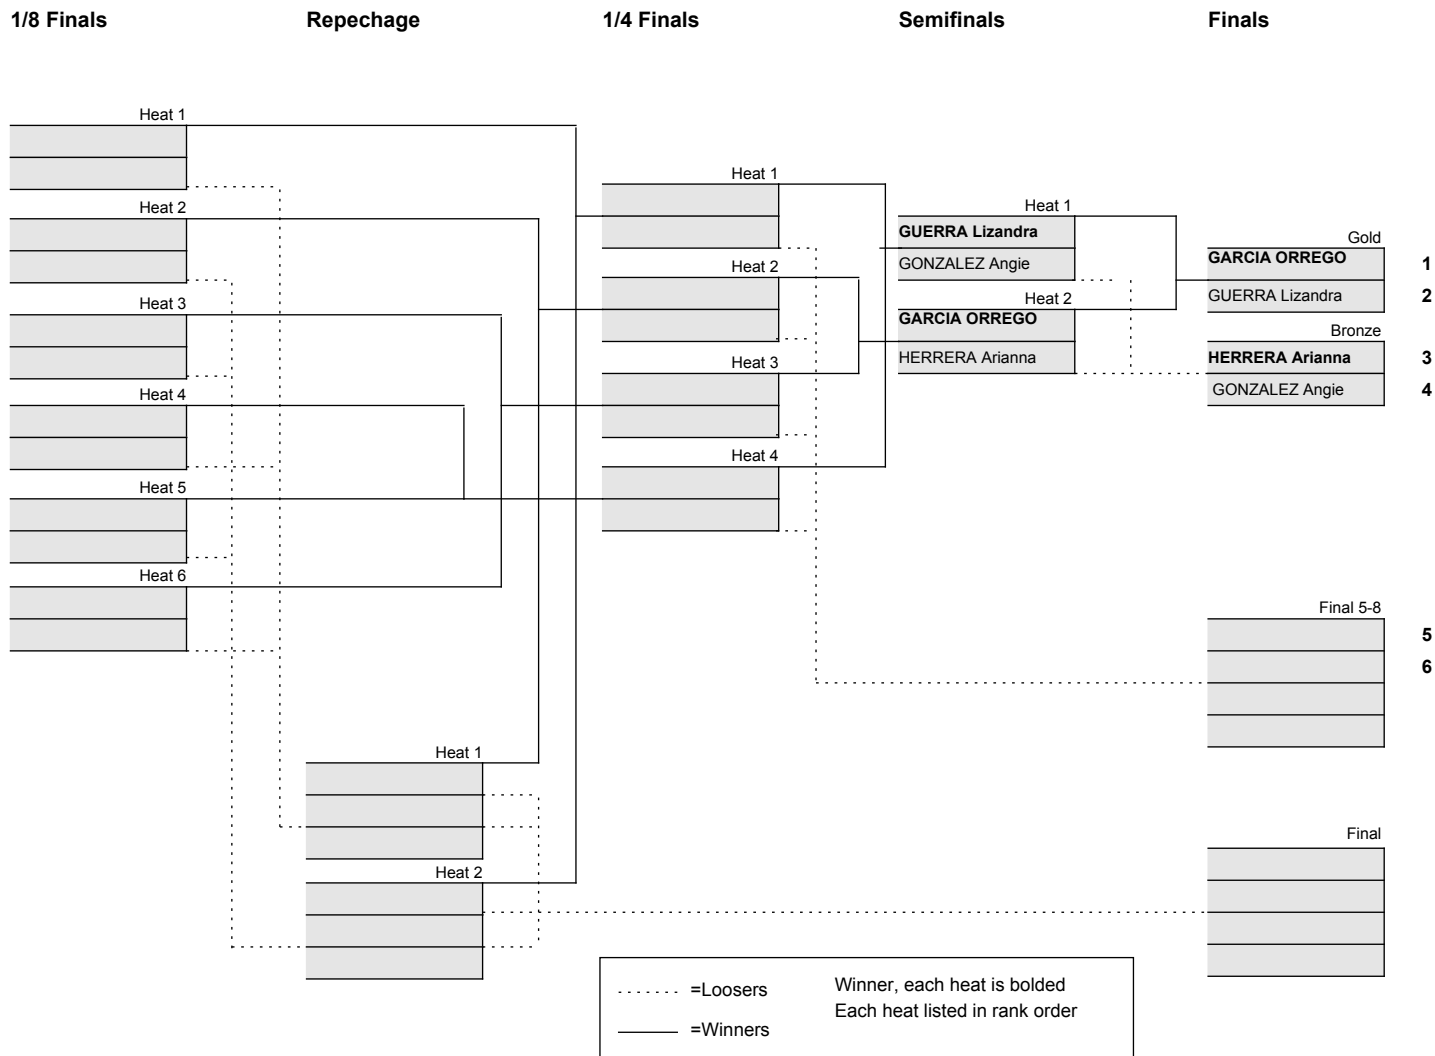 1/8 Finals Repechage 1/4 Finals Semifinals Finals
Heat 1
Heat 2
Heat 3
Heat 4
Heat 5
Heat 6
Heat 1
Heat 2
Heat 1
Heat 2
Heat 3
Heat 4
Heat 1
GUERRA Lizandra
GONZALEZ Angie
Heat 2
GARCIA ORREGO
HERRERA Arianna
Gold
GARCIA ORREGO 1
GUERRA Lizandra 2
Bronze
HERRERA Arianna 3
GONZALEZ Angie 4
Final 5-8
5
6
Final
=Loosers Winner, each heat is bolded
Each heat listed in rank order
=Winners